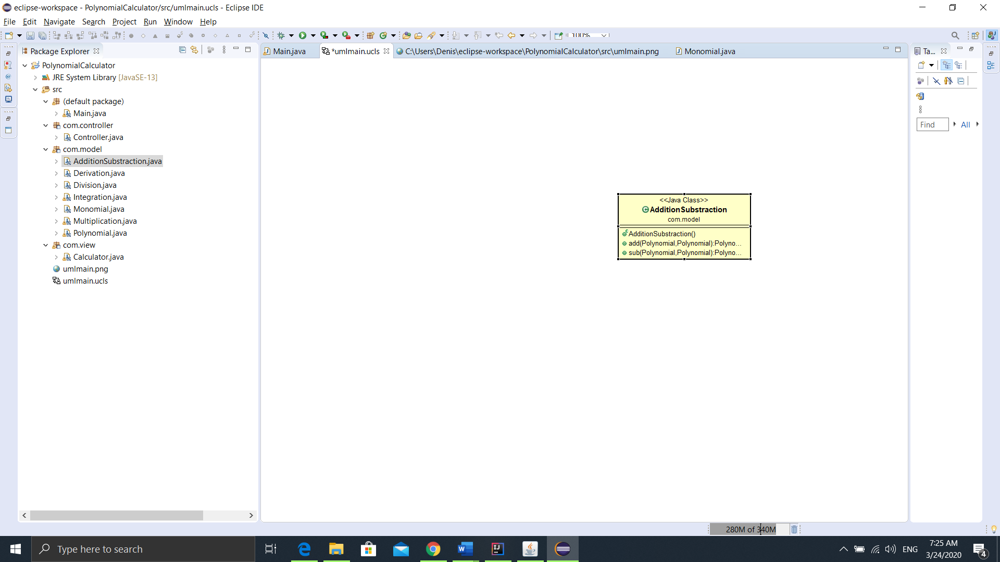 eclipse-workspace - PolynomialCalculator/src/umlmain.ucls - Eclipse IDE
File Edit Navigate Search Project Run Window Help
100%
Package Explorer
Main.java
*umlmain.ucls
C:\Users\Denis\eclipse-workspace\PolynomialCalculator\src\umlmain.png
Monomial.java
Ta...
PolynomialCalculator
JRE System Library [JavaSE-13]
src
(default package)
Main.java
com.controller
Controller.java
com.model
AdditionSubstraction.java
Derivation.java
Division.java
Integration.java
Monomial.java
Multiplication.java
Polynomial.java
com.view
Calculator.java
umlmain.png
umlmain.ucls
<<Java Class>>
AdditionSubstraction
com.model
AdditionSubstraction()
add(Polynomial,Polynomial):Polyno...
sub(Polynomial,Polynomial):Polyno...
Find
All
280M of 340M
Type here to search
ENG
7:25 AM
3/24/2020
4